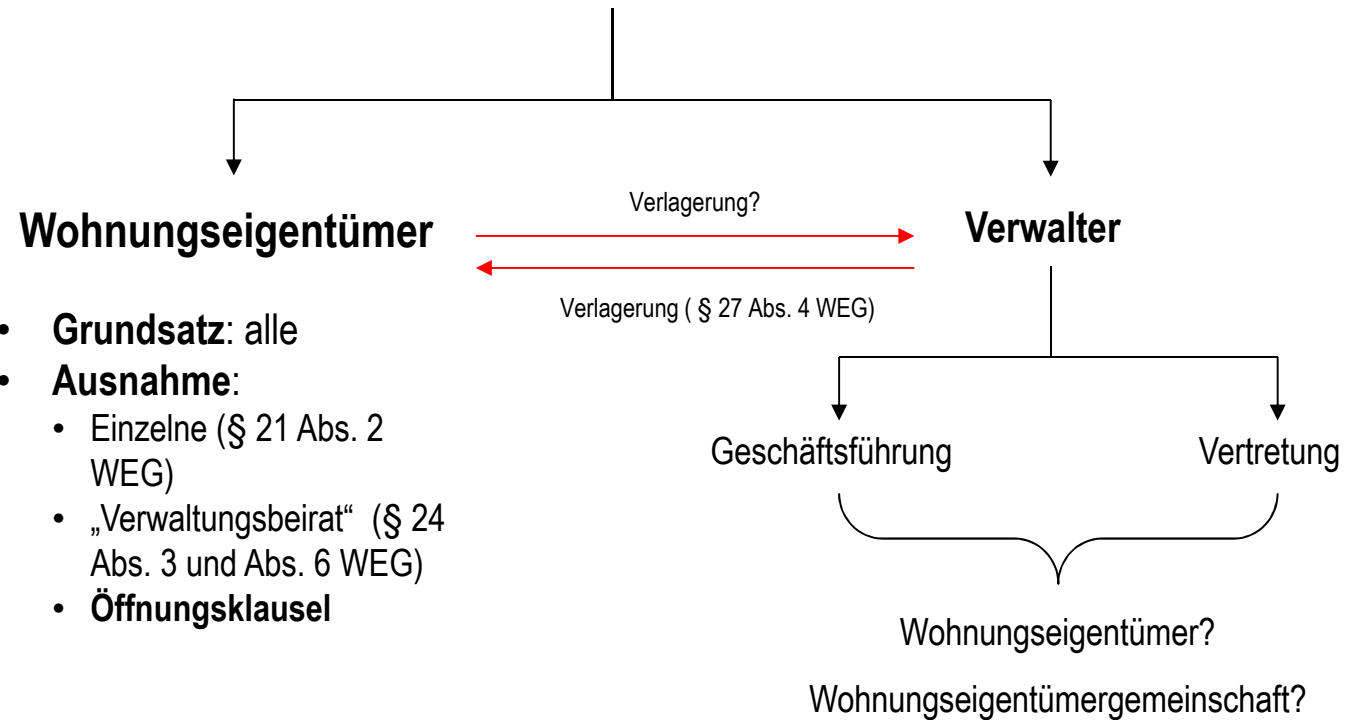 Verlagerung?
Wohnungseigentümer
Verwalter
Verlagerung ( § 27 Abs. 4 WEG)
• Grundsatz: alle
• Ausnahme:
• Einzelne (§ 21 Abs. 2
WEG)
• „Verwaltungsbeirat“ (§ 24
Abs. 3 und Abs. 6 WEG)
• Öffnungsklausel
Geschäftsführung
Vertretung
Wohnungseigentümer?
Wohnungseigentümergemeinschaft?